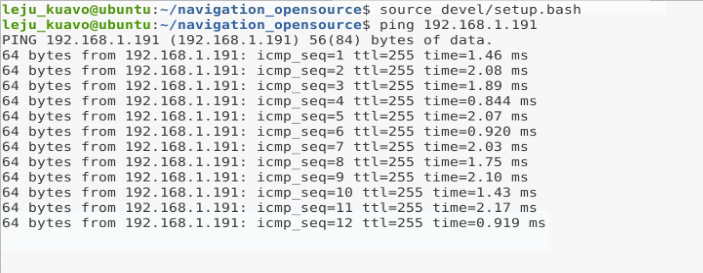 leju_kuavo@ubuntu:~/navigation_opensource$ source devel/setup.bash
leju_kuavo@ubuntu:~/navigation_opensource$ ping 192.168.1.191
PING 192.168.1.191 (192.168.1.191) 56(84) bytes of data.
64 bytes from 192.168.1.191: icmp_seq=1 ttl=255 time=1.46 ms
64 bytes from 192.168.1.191: icmp_seq=2 ttl=255 time=2.08 ms
64 bytes from 192.168.1.191: icmp_seq=3 ttl=255 time=1.89 ms
64 bytes from 192.168.1.191: icmp_seq=4 ttl=255 time=0.844 ms
64 bytes from 192.168.1.191: icmp_seq=5 ttl=255 time=2.07 ms
64 bytes from 192.168.1.191: icmp_seq=6 ttl=255 time=0.920 ms
64 bytes from 192.168.1.191: icmp_seq=7 ttl=255 time=2.03 ms
64 bytes from 192.168.1.191: icmp_seq=8 ttl=255 time=1.75 ms
64 bytes from 192.168.1.191: icmp_seq=9 ttl=255 time=2.10 ms
64 bytes from 192.168.1.191: icmp_seq=10 ttl=255 time=1.43 ms
64 bytes from 192.168.1.191: icmp_seq=11 ttl=255 time=2.17 ms
64 bytes from 192.168.1.191: icmp_seq=12 ttl=255 time=0.919 ms